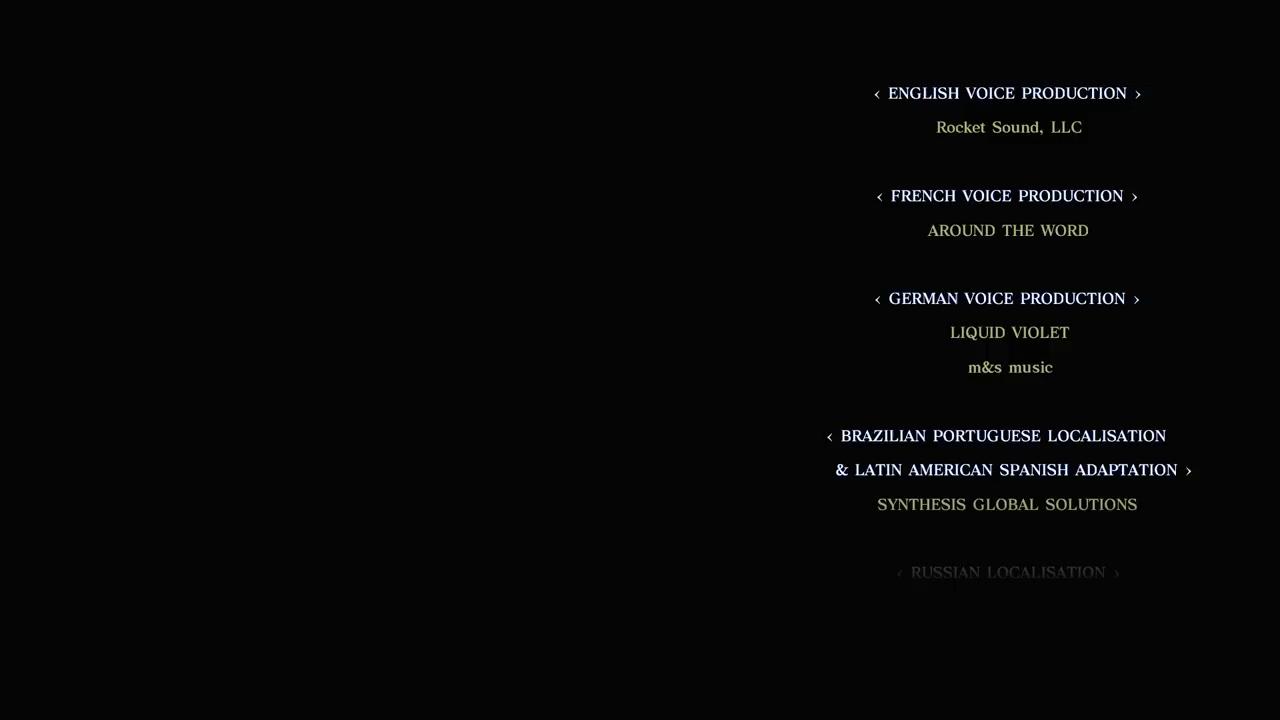 ‹ ENGLISH VOICE PRODUCTION ›
Rocket Sound, LLC
‹ FRENCH VOICE PRODUCTION ›
AROUND THE WORD
‹ GERMAN VOICE PRODUCTION ›
LIQUID VIOLET
m&s music
‹ BRAZILIAN PORTUGUESE LOCALISATION
& LATIN AMERICAN SPANISH ADAPTATION ›
SYNTHESIS GLOBAL SOLUTIONS
‹ RUSSIAN LOCALISATION ›